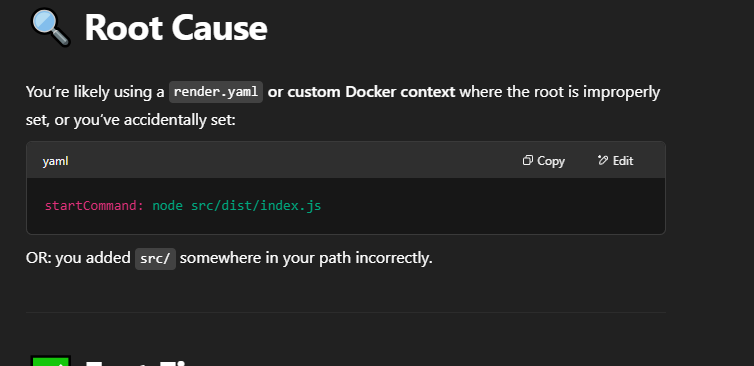 Root Cause
You’re likely using a render.yaml or custom Docker context where the root is improperly
set, or you’ve accidentally set:
yaml Copy Edit
startCommand: node src/dist/index.js
OR: you added src/ somewhere in your path incorrectly.